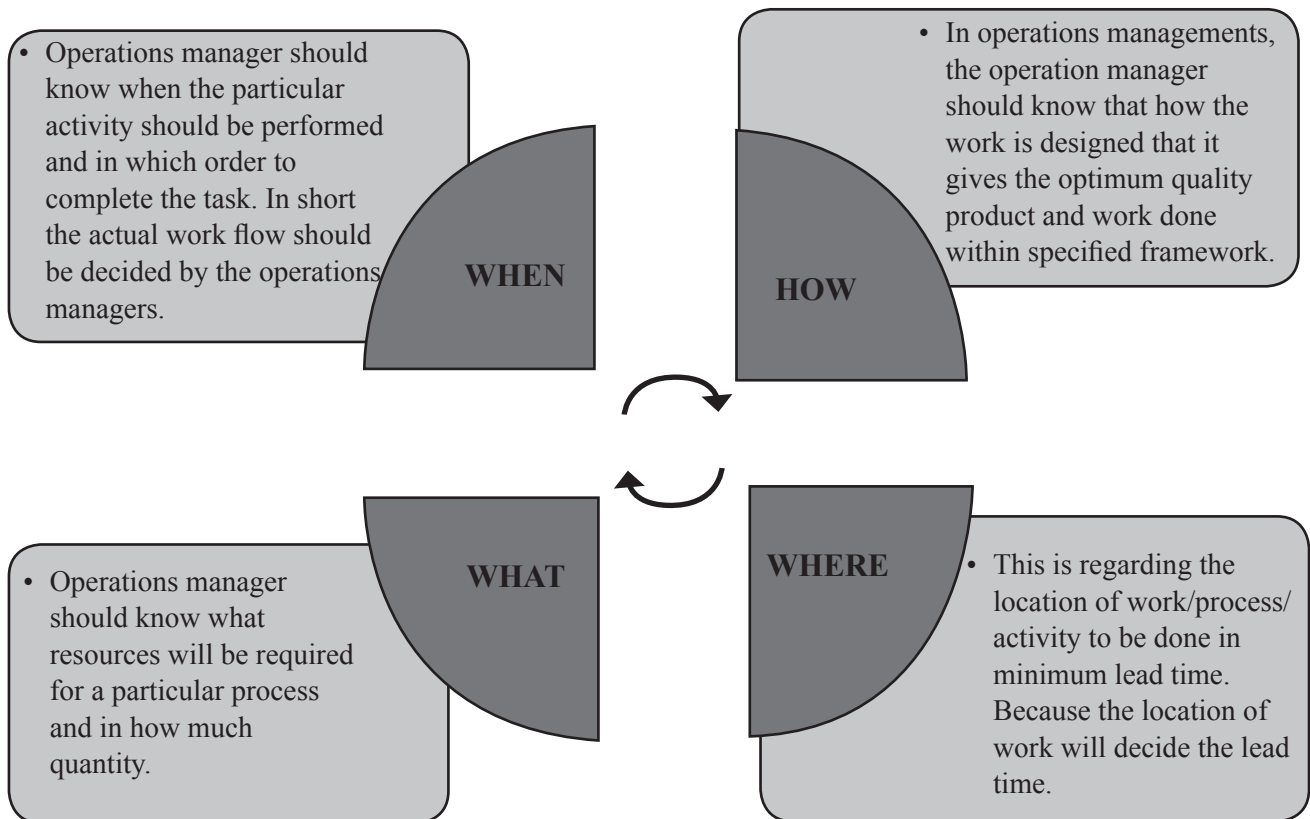 • Operations manager should
know when the particular
activity should be performed
and in which order to
complete the task. In short
the actual work flow should
be decided by the operations
managers.
WHEN
• In operations managements,
the operation manager
should know that how the
work is designed that it
gives the optimum quality
product and work done
within specified framework.
HOW
• Operations manager
should know what
resources will be required
for a particular process
and in how much
quantity.
WHAT
WHERE
• This is regarding the
location of work/process/
activity to be done in
minimum lead time.
Because the location of
work will decide the lead
time.